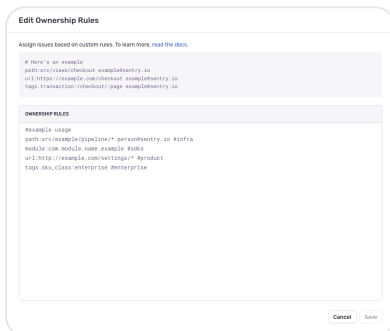 Edit Ownership Rules
Assign issues based on custom rules. To learn more, read the docs.
# Here's an example
path:src/views/checkout example@sentry.io
url:https://example.com/checkout example@sentry.io
tags.transaction:/checkout/:page example@sentry.io
OWNERSHIP RULES
#example usage
path:src/example/pipeline/* person@sentry.io #infra
module:com.module.name.example #sdks
url:http://example.com/settings/* #product
tags.sku_class:enterprise #enterprise
Cancel Save